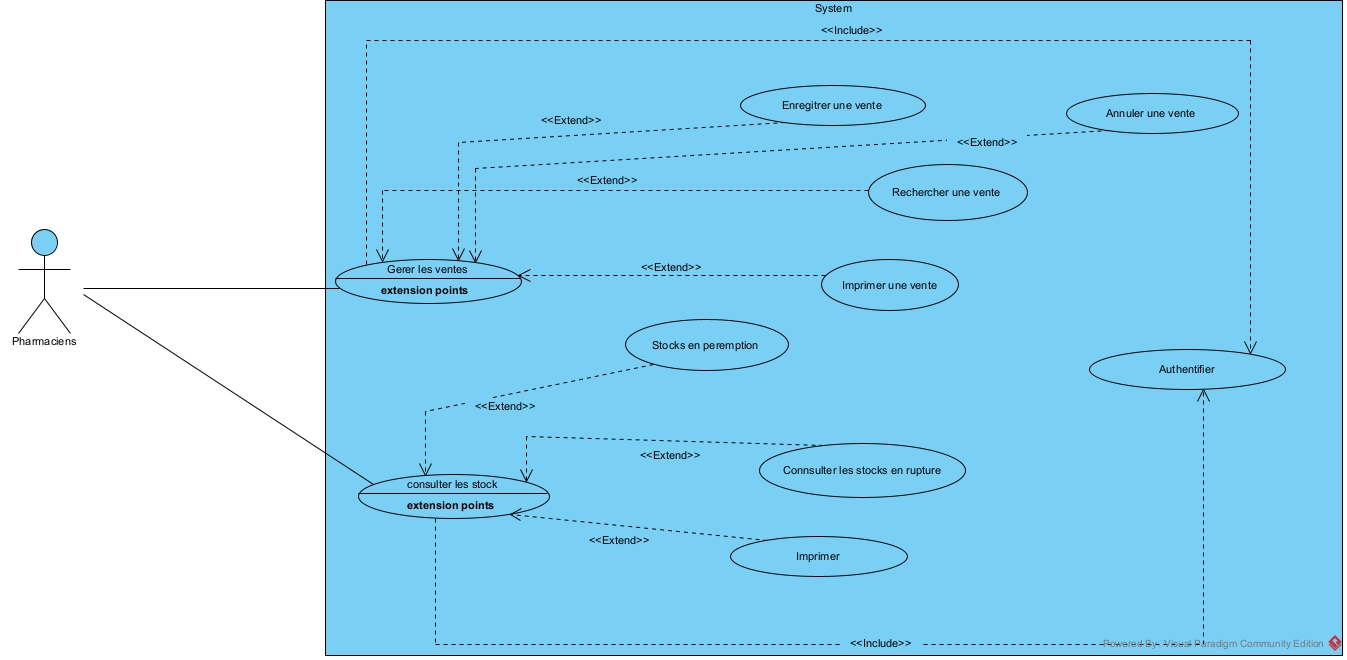 System
<<Include>>
Enregitrer une vente
Annuler une vente
<<Extend>>
<<Extend>>
<<Extend>>
Rechercher une vente
Gerer les ventes
<<Extend>>
extension points
Imprimer une vente
Pharmaciens
Stocks en peremption
Authentifier
<<Extend>>
<<Extend>>
Connsulter les stocks en rupture
consulter les stock
extension points
<<Extend>>
Imprimer
<<Include>>
Powered By: Visual Paradigm Community Edition